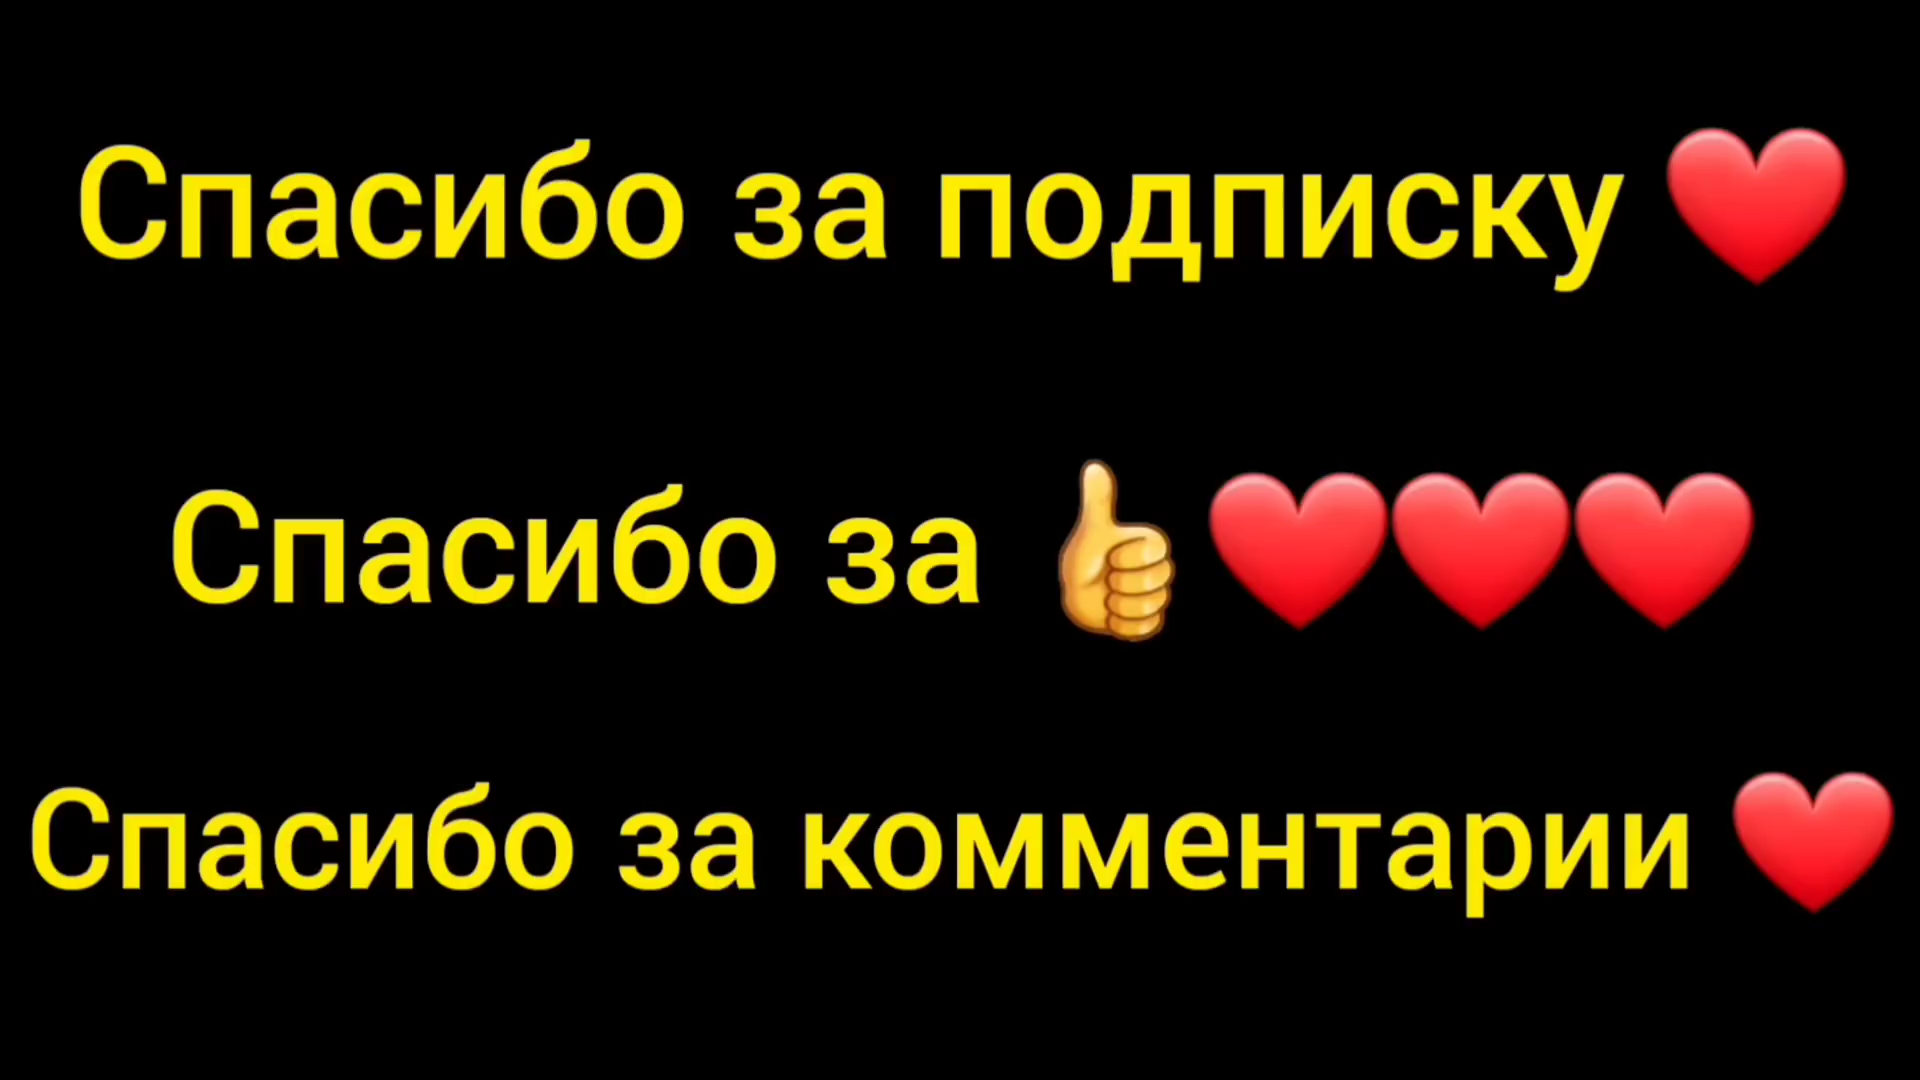 Спасибо за подписку ❤️
Спасибо за 👍❤️❤️❤️
Спасибо за комментарии ❤️